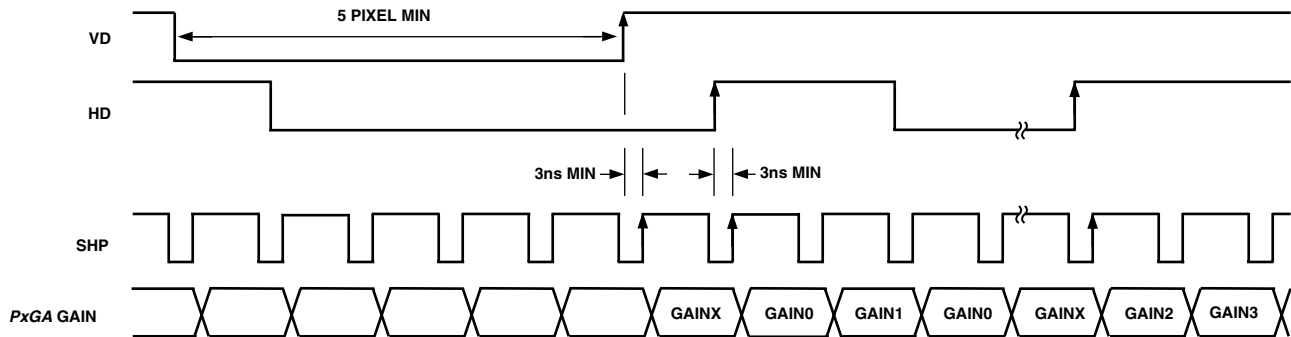 5 PIXEL MIN
VD
HD
3ns MIN
3ns MIN
SHP
PxGA GAIN
GAINX
GAIN0
GAIN1
GAIN0
GAINX
GAIN2
GAIN3